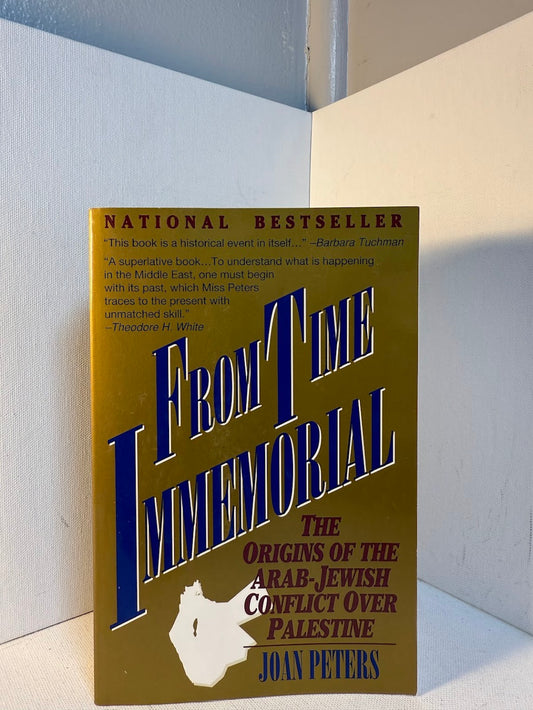 NATIONAL BESTSELLER
“This book is a historical event in itself...” –Barbara Tuchman
“A superlative book...To understand what is happening
in the Middle East, one must begin
with its past, which Miss Peters
traces to the present with
unmatched skill.”
–Theodore H. White
FROM TIME
IMMEMORIAL
THE
ORIGINS OF THE
ARAB-JEWISH
CONFLICT OVER
PALESTINE
JOAN PETERS